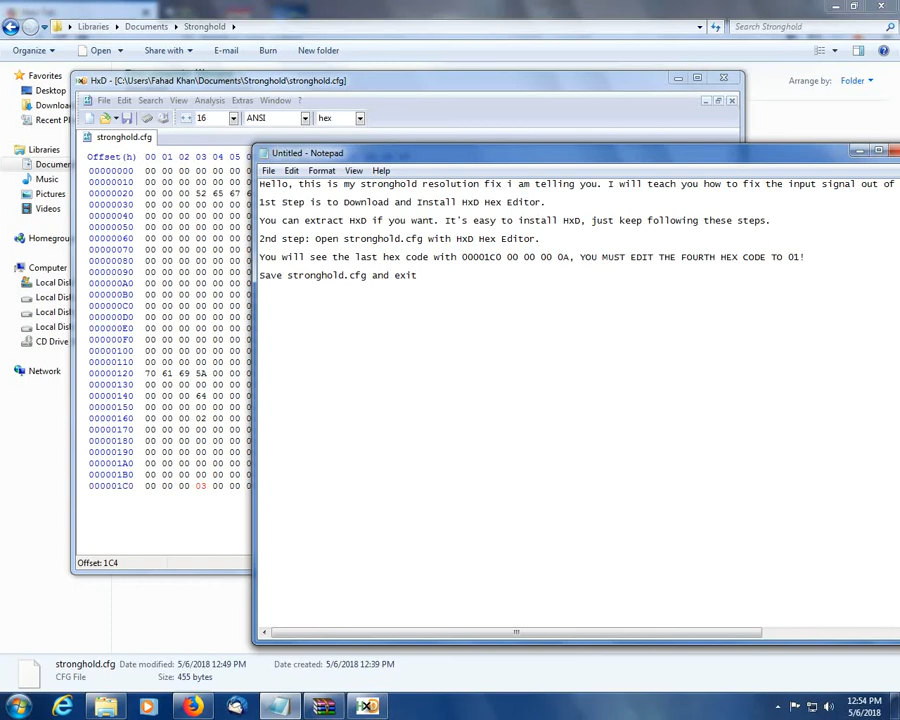 Libraries ▸ Documents ▸ Stronghold ▸
Search Stronghold
Organize Open Share with E-mail Burn New folder
Favorites
Desktop
Downloa
Recent Pl
Libraries
Documen
Music
Pictures
Videos
Homegrou
Computer
Local Dis
Local Disl
Local Disl
Local Disl
CD Drive
Network
Arrange by: Folder
HxD - [C:\Users\Fahad Khan\Documents\Stronghold\stronghold.cfg]
File Edit Search View Analysis Extras Window ?
16 ANSI hex
stronghold.cfg
Offset(h) 00 01 02 03 04 05
00000000 00 00 00 00 00 00
00000010 00 00 00 00 00 00
00000020 00 00 00 52 65 67 6
00000030 00 00 00 00 00 00
00000040 00 00 00 00 00 00
00000050 00 00 00 00 00 00
00000060 00 00 00 00 00 00
00000070 00 00 00 00 00 00
00000080 00 00 00 00 00 00
00000090 00 00 00 00 00 00
000000A0 00 00 00 00 00 00
000000B0 00 00 00 00 00 00
000000C0 00 00 00 00 00 00
000000D0 00 00 00 00 00 00
000000E0 00 00 00 00 00 00
000000F0 00 00 00 00 00 00
00000100 00 00 00 00 00 00
00000110 00 00 00 00 00 00
00000120 70 61 69 5A 00 00
00000130 00 00 00 00 00 00
00000140 00 00 00 64 00 00
00000150 00 00 00 00 00 00
00000160 00 00 00 02 00 00
00000170 00 00 00 00 00 00
00000180 00 00 00 00 00 00
00000190 00 00 00 00 00 00
000001A0 00 00 00 00 00 00
000001B0 00 00 00 00 00 00
000001C0 00 00 00 03 00 00
Offset: 1C4
Untitled - Notepad
File Edit Format View Help
Hello, this is my stronghold resolution fix i am telling you. I will teach you how to fix the input signal out of
1st Step is to Download and Install HxD Hex Editor.
You can extract HxD if you want. It's easy to install HxD, just keep following these steps.
2nd step: Open stronghold.cfg with HxD Hex Editor.
You will see the last hex code with 00001C0 00 00 00 0A, YOU MUST EDIT THE FOURTH HEX CODE TO 01!
Save stronghold.cfg and exit
stronghold.cfg Date modified: 5/6/2018 12:49 PM Date created: 5/6/2018 12:39 PM
CFG File Size: 455 bytes
12:54 PM
5/6/2018